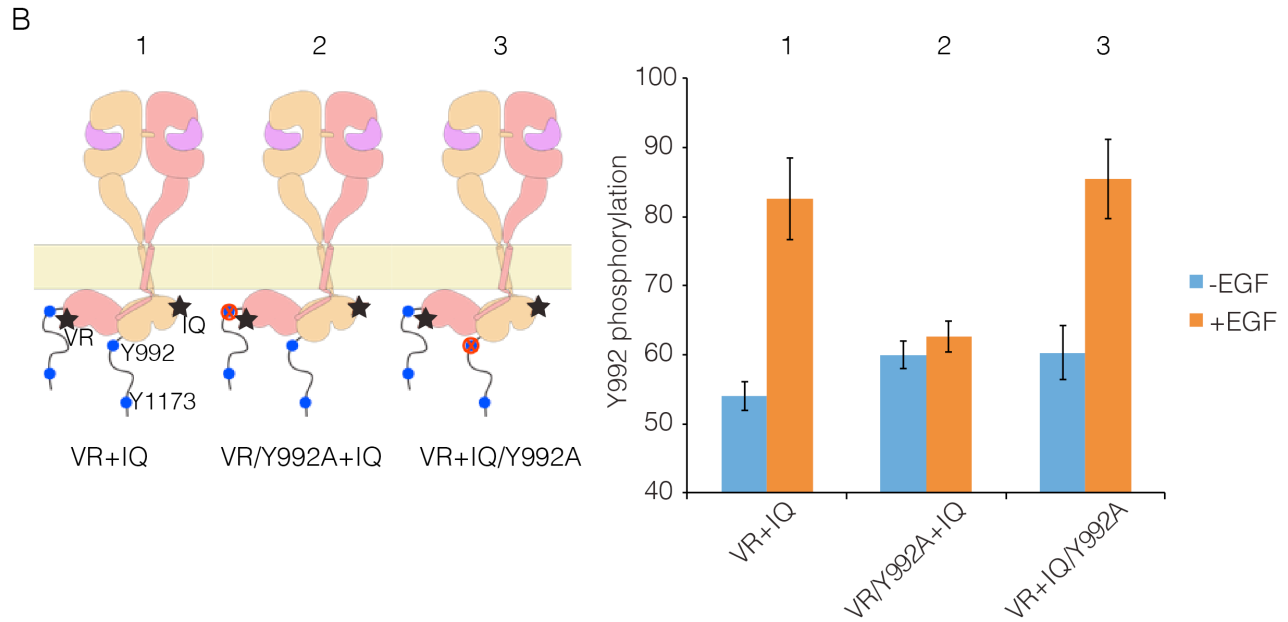 B
1 2 3
VR
IQ
Y992
Y1173
VR+IQ
VR/Y992A+IQ
VR+IQ/Y992A
1 2 3
Y992 phosphorylation
100
90
80
70
60
50
40
VR+IQ
VR/Y992A+IQ
VR+IQ/Y992A
-EGF
+EGF